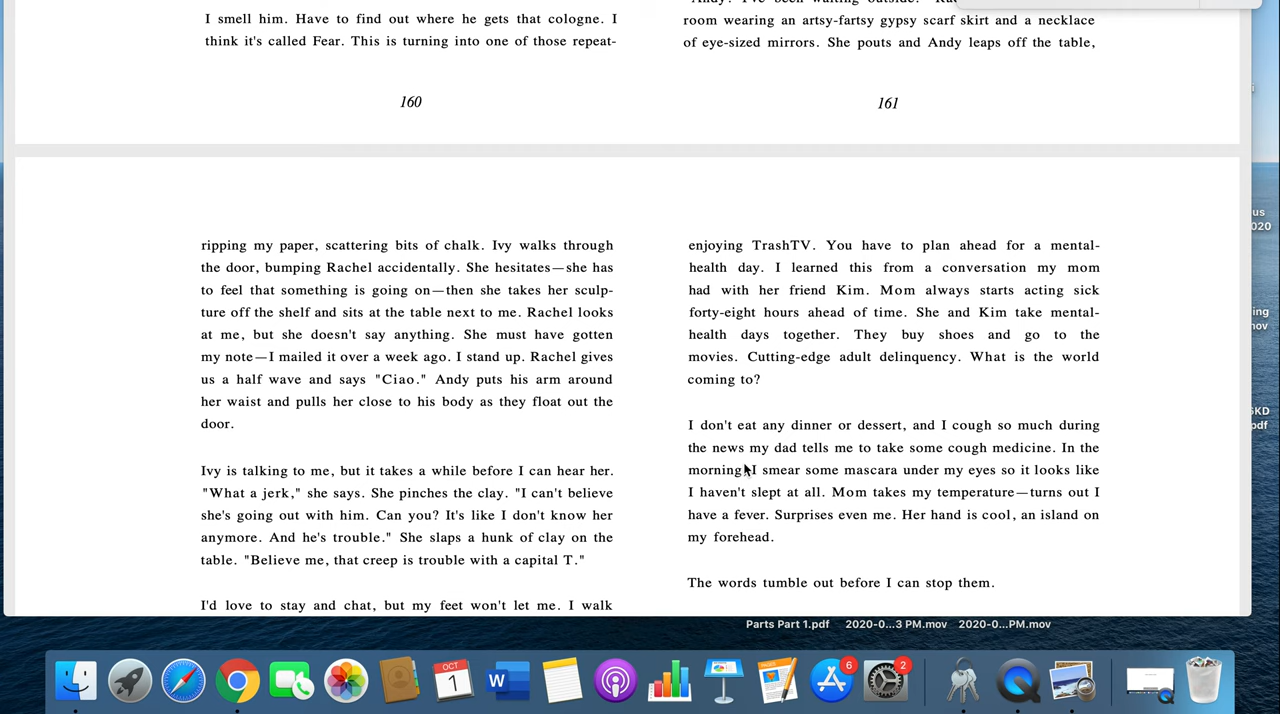 I smell him. Have to find out where he gets that cologne. I
think it's called Fear. This is turning into one of those repeat-
160
room wearing an artsy-fartsy gypsy scarf skirt and a necklace
of eye-sized mirrors. She pouts and Andy leaps off the table,
161
ripping my paper, scattering bits of chalk. Ivy walks through
the door, bumping Rachel accidentally. She hesitates—she has
to feel that something is going on—then she takes her sculp-
ture off the shelf and sits at the table next to me. Rachel looks
at me, but she doesn't say anything. She must have gotten
my note—I mailed it over a week ago. I stand up. Rachel gives
us a half wave and says "Ciao." Andy puts his arm around
her waist and pulls her close to his body as they float out the
door.
Ivy is talking to me, but it takes a while before I can hear her.
"What a jerk," she says. She pinches the clay. "I can't believe
she's going out with him. Can you? It's like I don't know her
anymore. And he's trouble." She slaps a hunk of clay on the
table. "Believe me, that creep is trouble with a capital T."
I'd love to stay and chat, but my feet won't let me. I walk
enjoying TrashTV. You have to plan ahead for a mental-
health day. I learned this from a conversation my mom
had with her friend Kim. Mom always starts acting sick
forty-eight hours ahead of time. She and Kim take mental-
health days together. They buy shoes and go to the
movies. Cutting-edge adult delinquency. What is the world
coming to?
I don't eat any dinner or dessert, and I cough so much during
the news my dad tells me to take some cough medicine. In the
morning I smear some mascara under my eyes so it looks like
I haven't slept at all. Mom takes my temperature—turns out I
have a fever. Surprises even me. Her hand is cool, an island on
my forehead.
The words tumble out before I can stop them.
us
020
ing
mov
5KD
pdf
Parts Part 1.pdf
2020-0...3 PM.mov
2020-0...PM.mov
OCT
1
W
PAGES
6
2